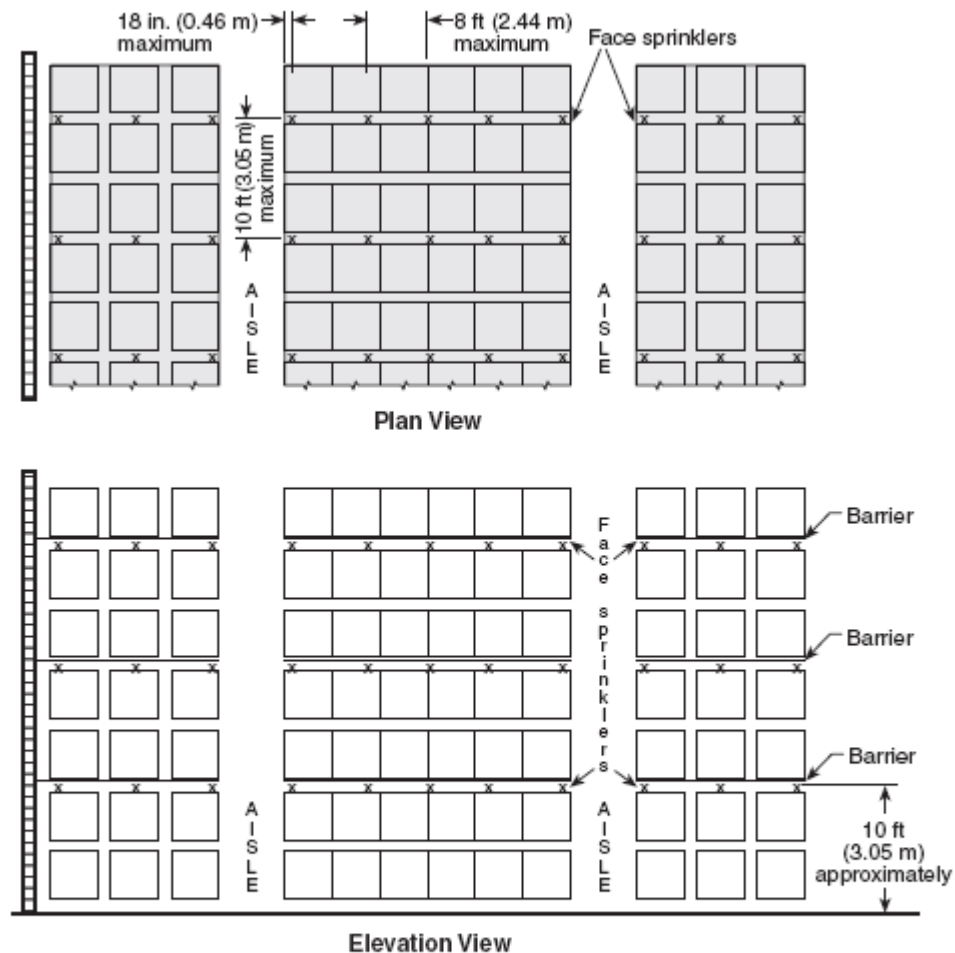 18 in. (0.46 m)
maximum
8 ft (2.44 m)
maximum
Face sprinklers
x x x x x x x x x x x
10 ft (3.05 m)
maximum
x x x x x x x x x x x
AISLE
AISLE
x x x x x x x x x x x
Plan View
Barrier
x x x x x x x x x x x
Face sprinklers
Barrier
x x x x x x x x x x x
Barrier
x x x x x x x x x x x
AISLE
AISLE
10 ft
(3.05 m)
approximately
Elevation View